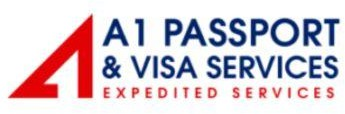 A1 PASSPORT
& VISA SERVICES
EXPEDITED SERVICES